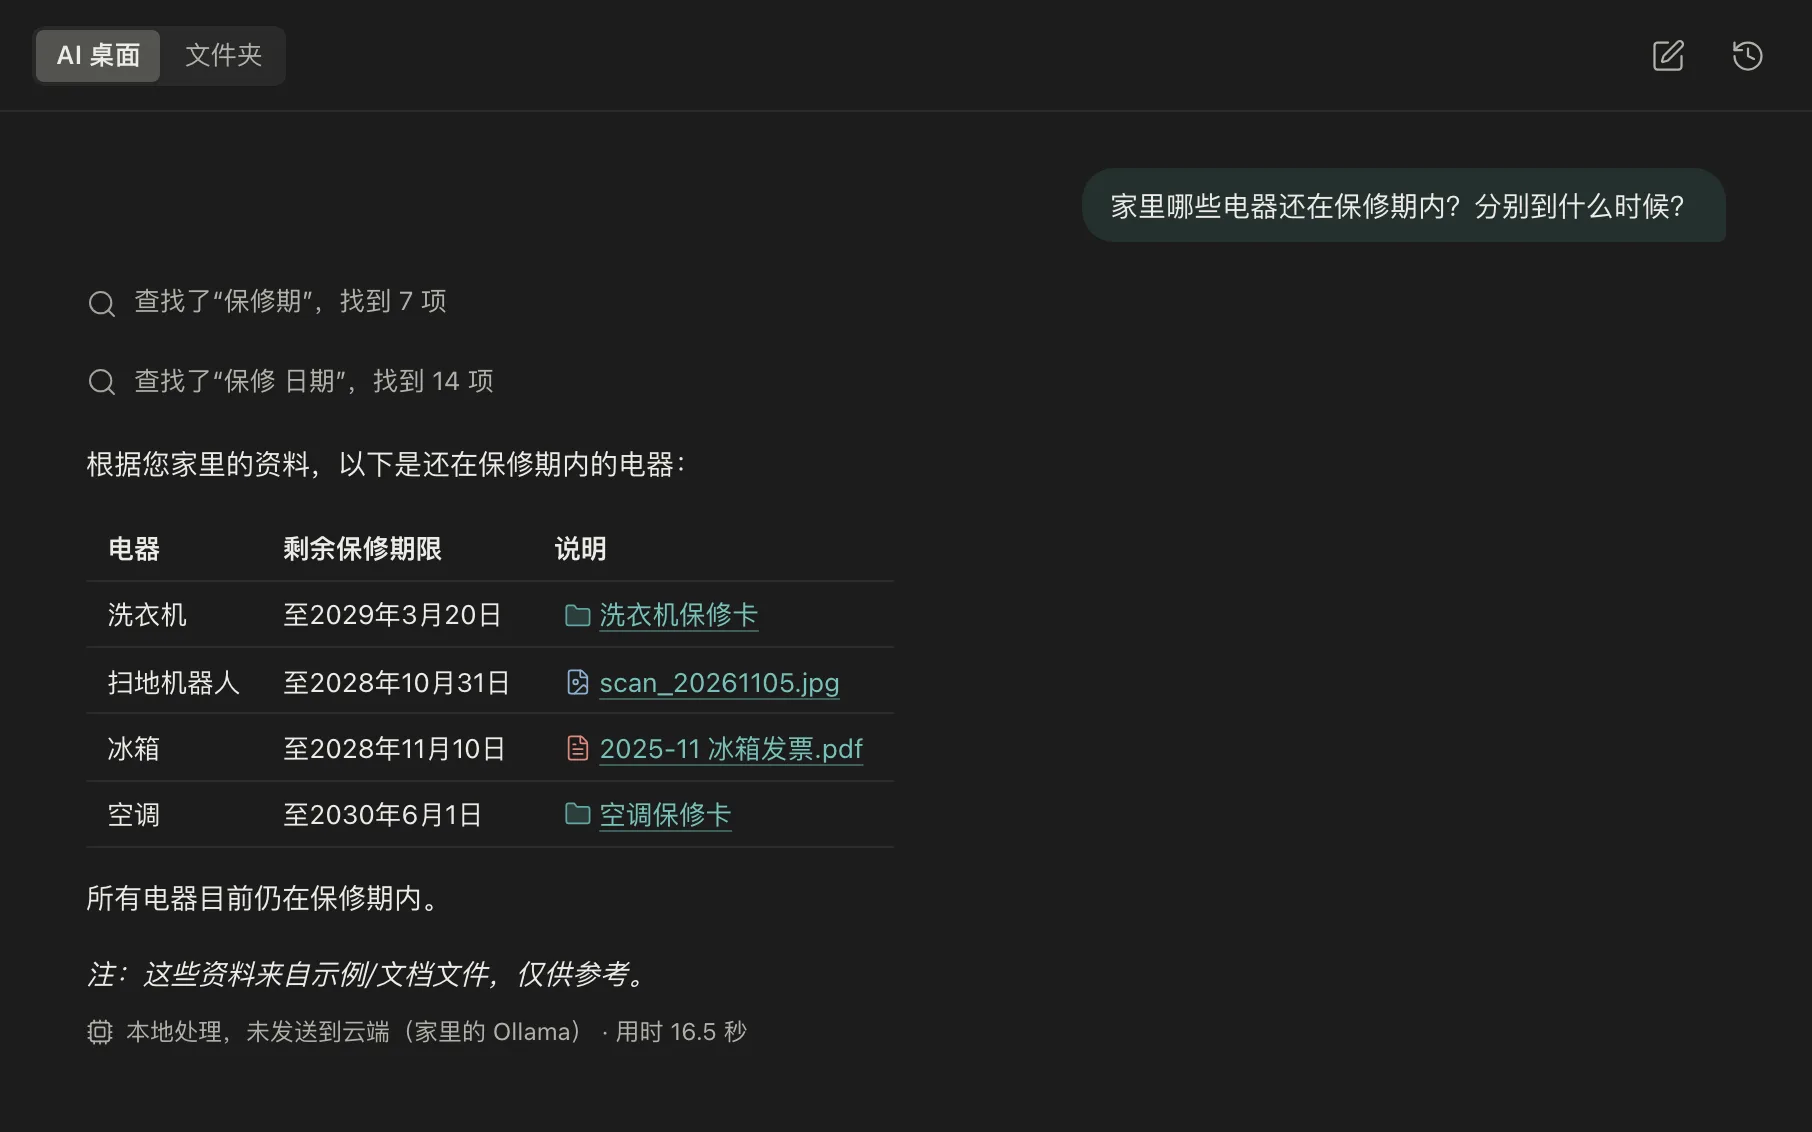 AI 桌面 文件夹
家里哪些电器还在保修期内？分别到什么时候？
查找了“保修期”，找到 7 项
查找了“保修 日期”，找到 14 项
根据您家里的资料，以下是还在保修期内的电器：
电器 剩余保修期限 说明
洗衣机 至2029年3月20日 洗衣机保修卡
扫地机器人 至2028年10月31日 scan_20261105.jpg
冰箱 至2028年11月10日 2025-11 冰箱发票.pdf
空调 至2030年6月1日 空调保修卡
所有电器目前仍在保修期内。
注：这些资料来自示例/文档文件，仅供参考。
本地处理，未发送到云端（家里的 Ollama） · 用时 16.5 秒